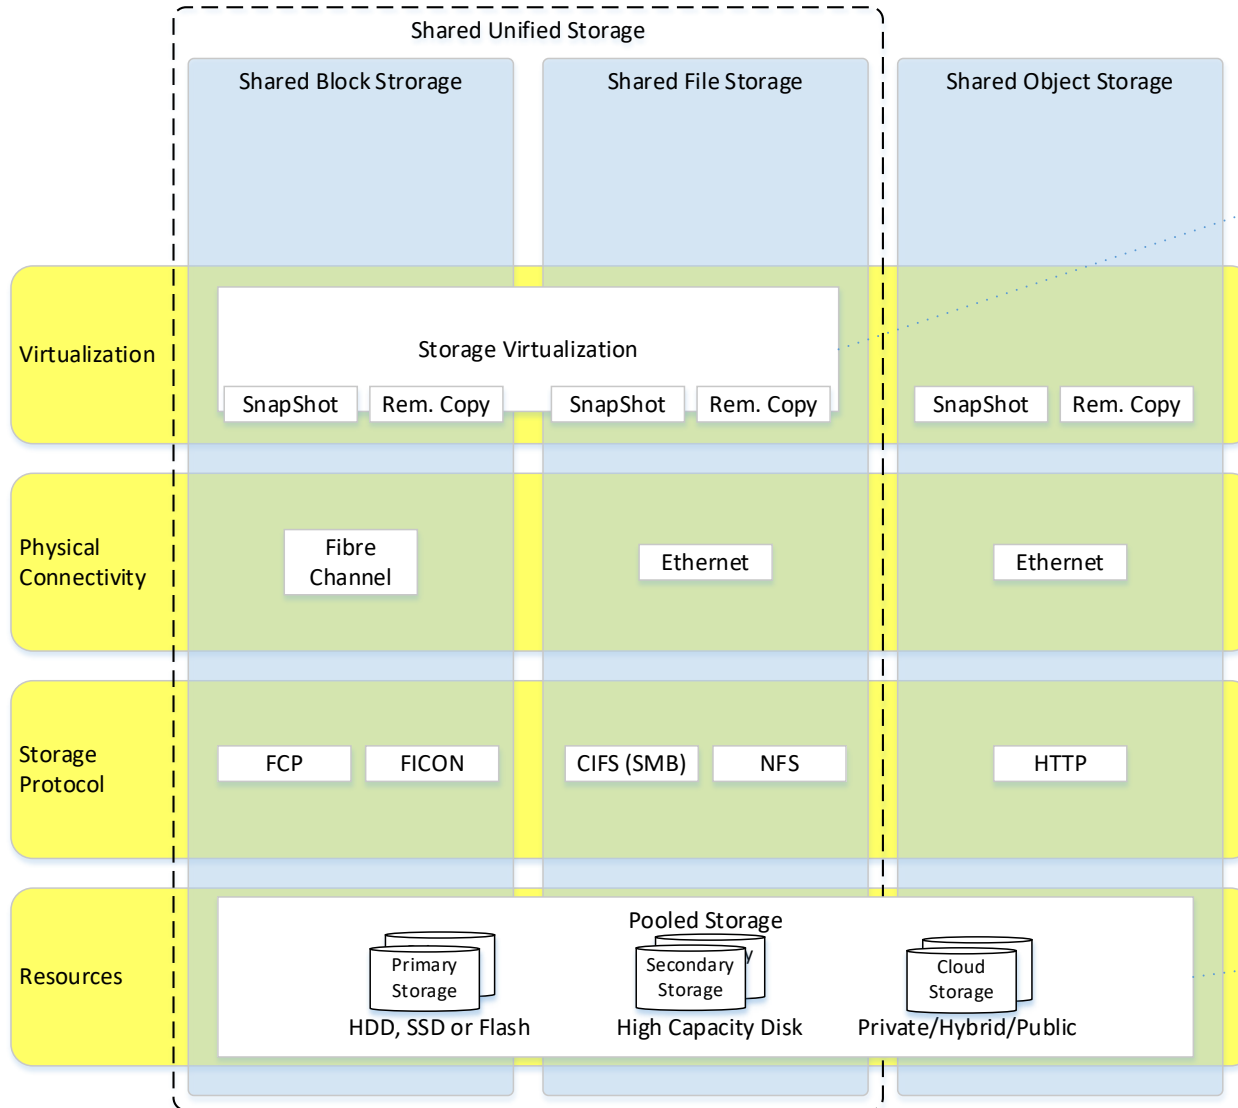 Shared Unified Storage
Shared Block Strorage
Shared File Storage
Shared Object Storage
Virtualization
Storage Virtualization
SnapShot
Rem. Copy
SnapShot
Rem. Copy
SnapShot
Rem. Copy
Physical
Connectivity
Fibre
Channel
Ethernet
Ethernet
Storage
Protocol
FCP
FICON
CIFS (SMB)
NFS
HTTP
Resources
Pooled Storage
Primary
Storage
HDD, SSD or Flash
Secondary
Storage
High Capacity Disk
Cloud
Storage
Private/Hybrid/Public